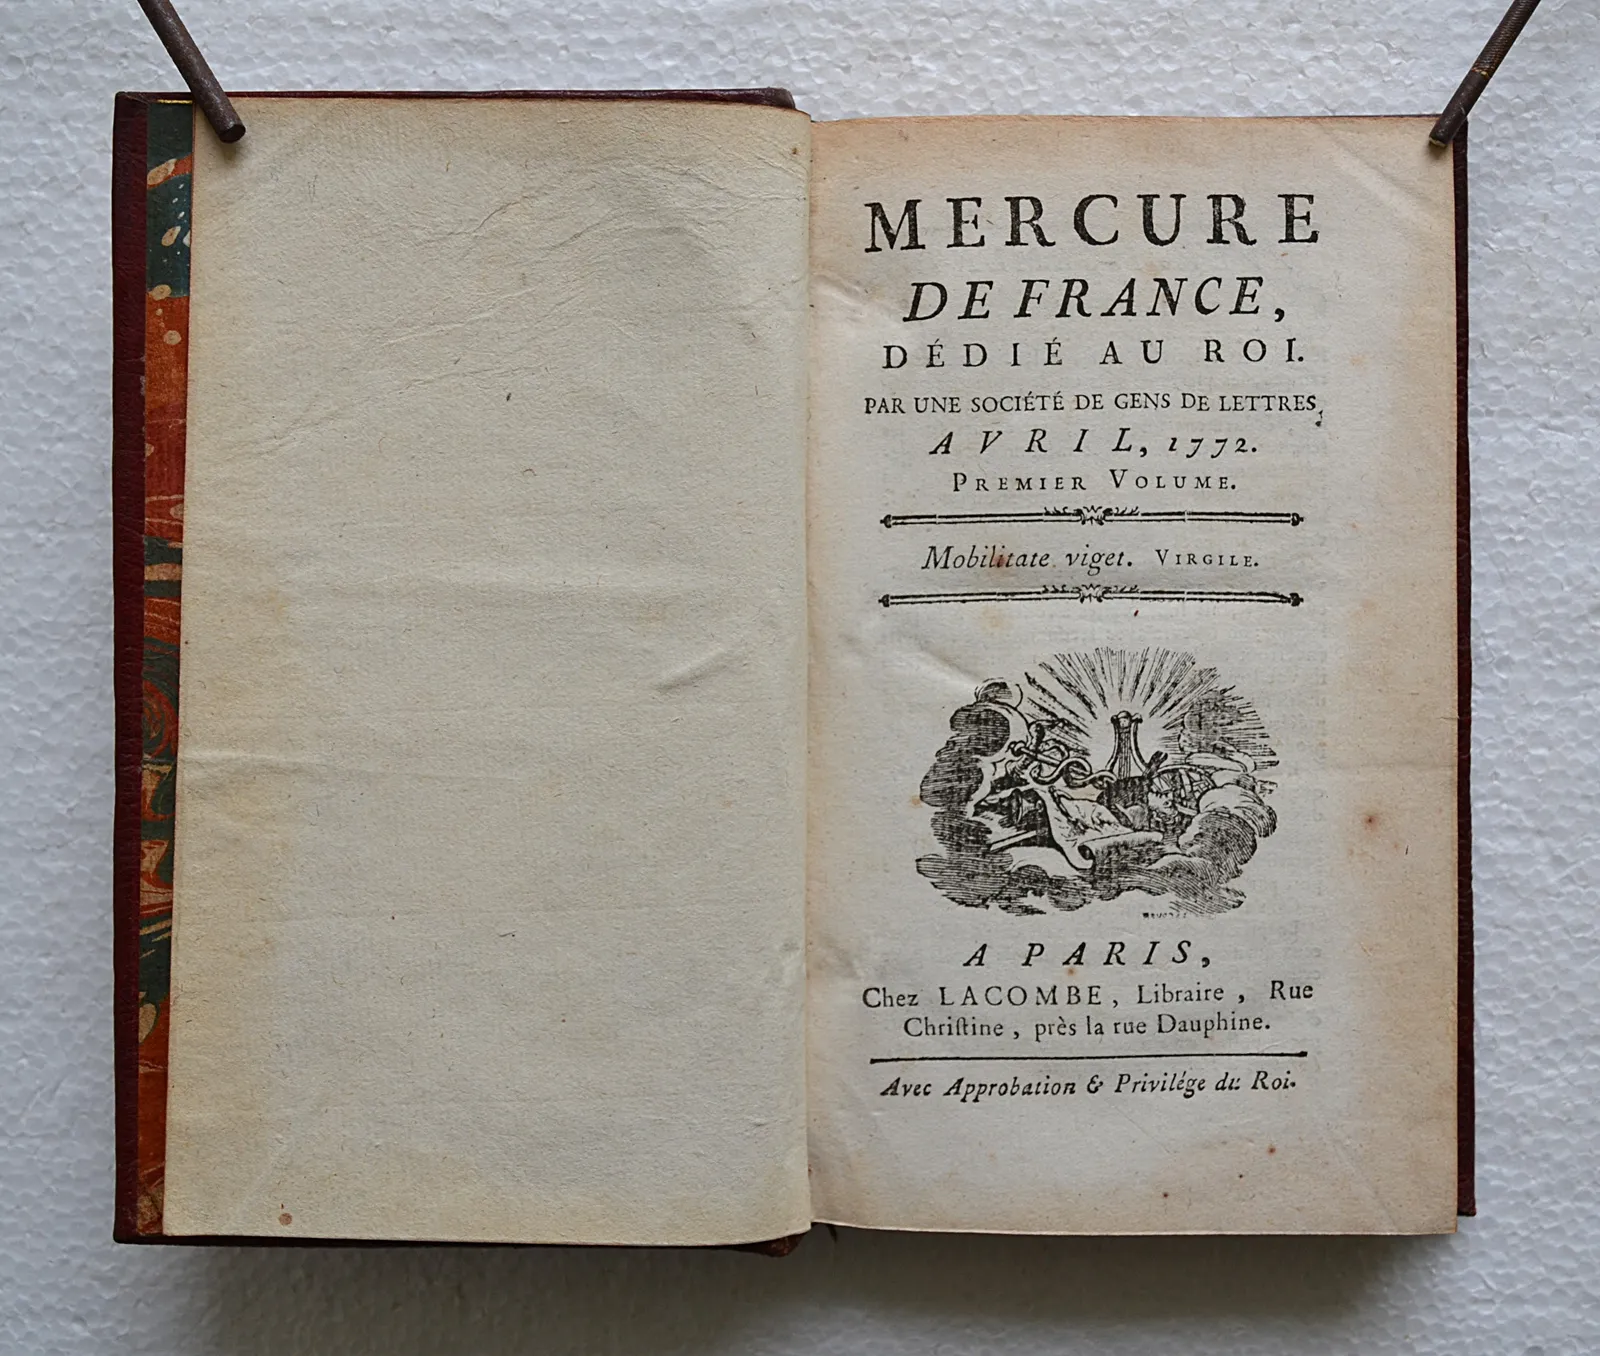 MERCURE
DE FRANCE,
DÉDIÉ AU ROI.
PAR UNE SOCIÉTÉ DE GENS DE LETTRES,
AVRIL, 1772.
PREMIER VOLUME.
Mobilitate viget. VIRGILE.
A PARIS,
Chez LACOMBE, Libraire, Rue
Chriſtine, près la rue Dauphine.
Avec Approbation & Privilége du Roi.